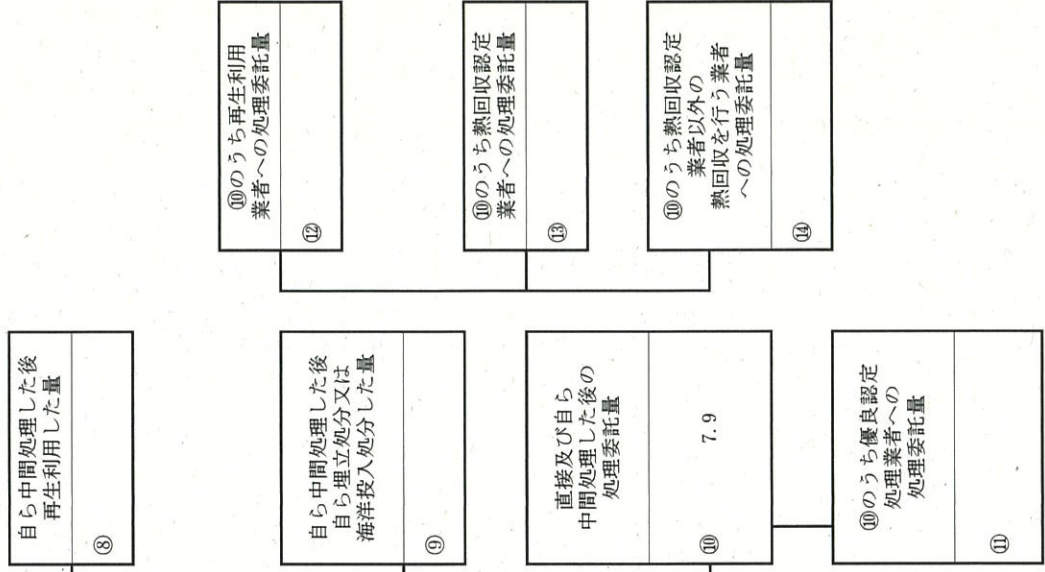 自ら中間処理した後
再生利用した量
⑧
自ら中間処理した後
自ら埋立処分又は
海洋投入処分した量
⑨
直接及び自ら
中間処理した後の
処理委託量
7.9
⑩
⑩のうち優良認定
処理業者への
処理委託量
⑪
⑩のうち再生利用
業者への処理委託量
⑫
⑩のうち熱回収認定
業者への処理委託量
⑬
⑩のうち熱回収認定
業者以外の
熱回収を行う業者
への処理委託量
⑭